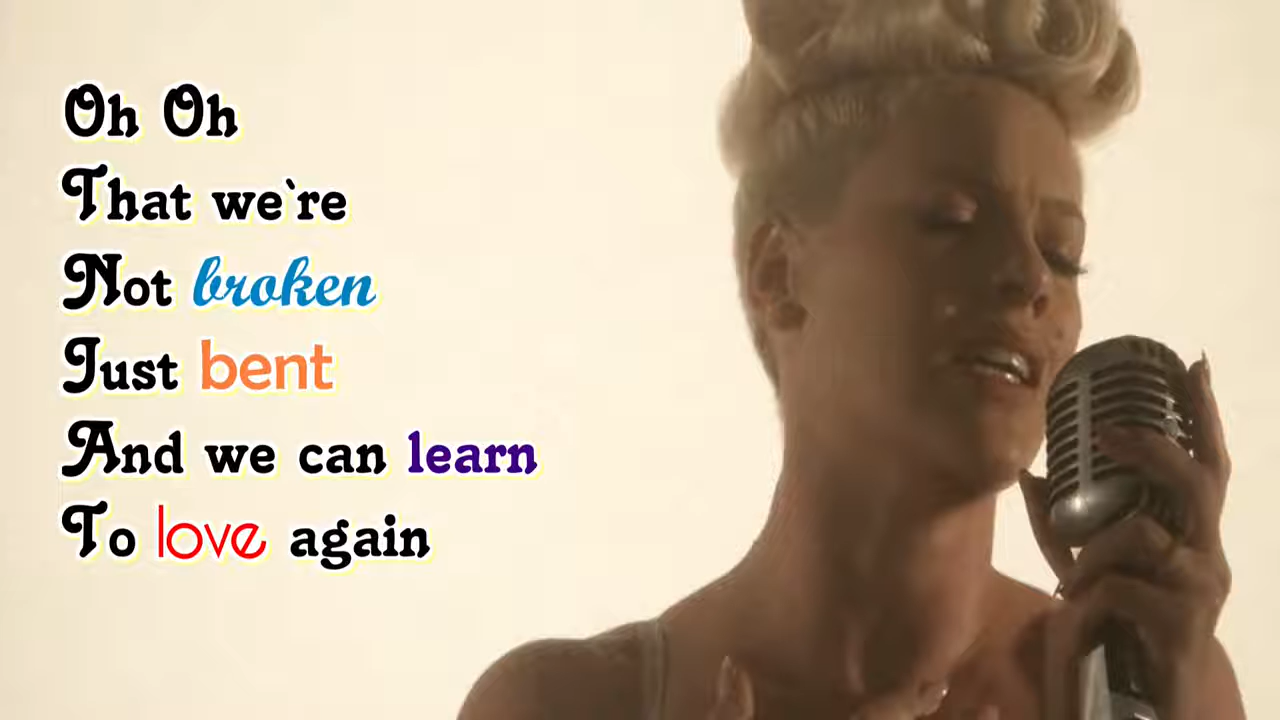 Oh Oh
That we`re
Not broken
Just bent
And we can learn
To love again